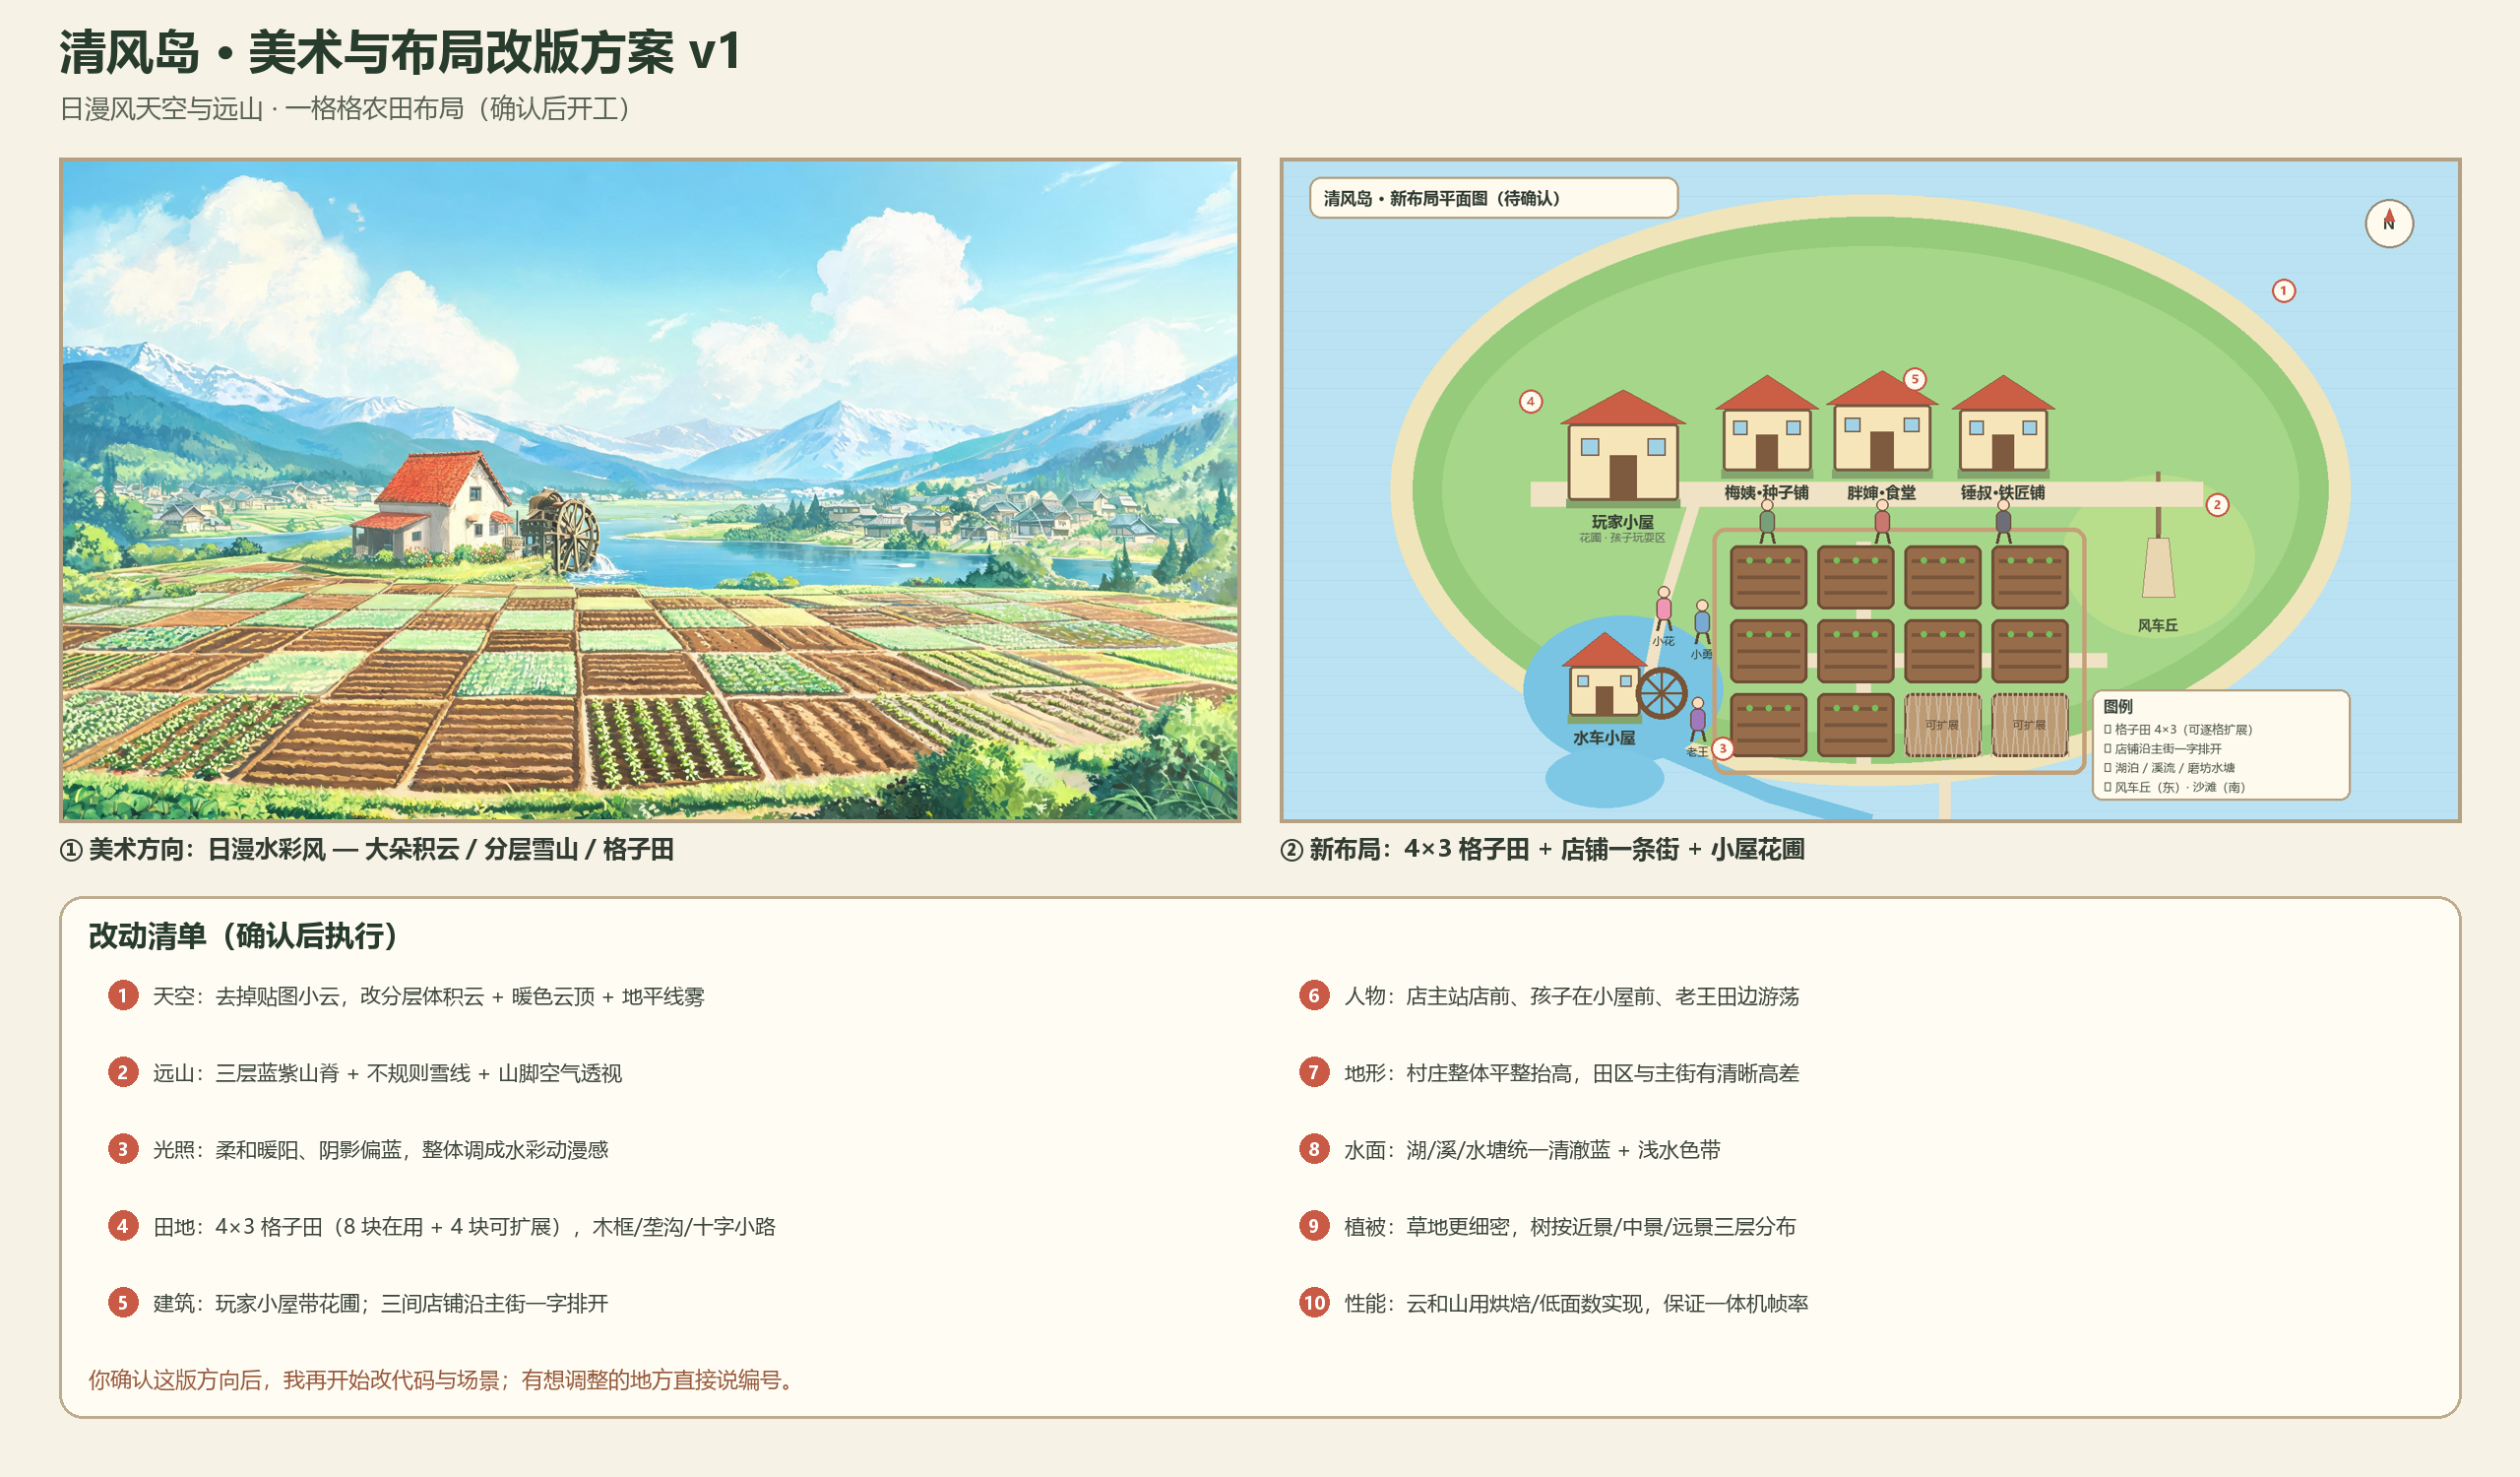 清风岛 • 美术与布局改版方案 v1
日漫风天空与远山 · 一格格农田布局（确认后开工）
清风岛 • 新布局平面图（待确认）
N
1
4
5
2
梅姨•种子铺
胖婶•食堂
锤叔•铁匠铺
玩家小屋
花圃 · 孩子玩耍区
小花
小勇
风车丘
水车小屋
老王
3
可扩展
可扩展
图例
格子田 4×3（可逐格扩展）
店铺沿主街一字排开
湖泊 / 溪流 / 磨坊水塘
风车丘（东）· 沙滩（南）
① 美术方向：日漫水彩风 — 大朵积云 / 分层雪山 / 格子田
② 新布局：4×3 格子田 + 店铺一条街 + 小屋花圃
改动清单（确认后执行）
1 天空：去掉贴图小云，改分层体积云 + 暖色云顶 + 地平线雾
2 远山：三层蓝紫山脊 + 不规则雪线 + 山脚空气透视
3 光照：柔和暖阳、阴影偏蓝，整体调成水彩动漫感
4 田地：4×3 格子田（8 块在用 + 4 块可扩展），木框/垄沟/十字小路
5 建筑：玩家小屋带花圃；三间店铺沿主街一字排开
6 人物：店主站店前、孩子在小屋前、老王田边游荡
7 地形：村庄整体平整抬高，田区与主街有清晰高差
8 水面：湖/溪/水塘统一清澈蓝 + 浅水色带
9 植被：草地更细密，树按近景/中景/远景三层分布
10 性能：云和山用烘焙/低面数实现，保证一体机帧率
你确认这版方向后，我再开始改代码与场景；有想调整的地方直接说编号。